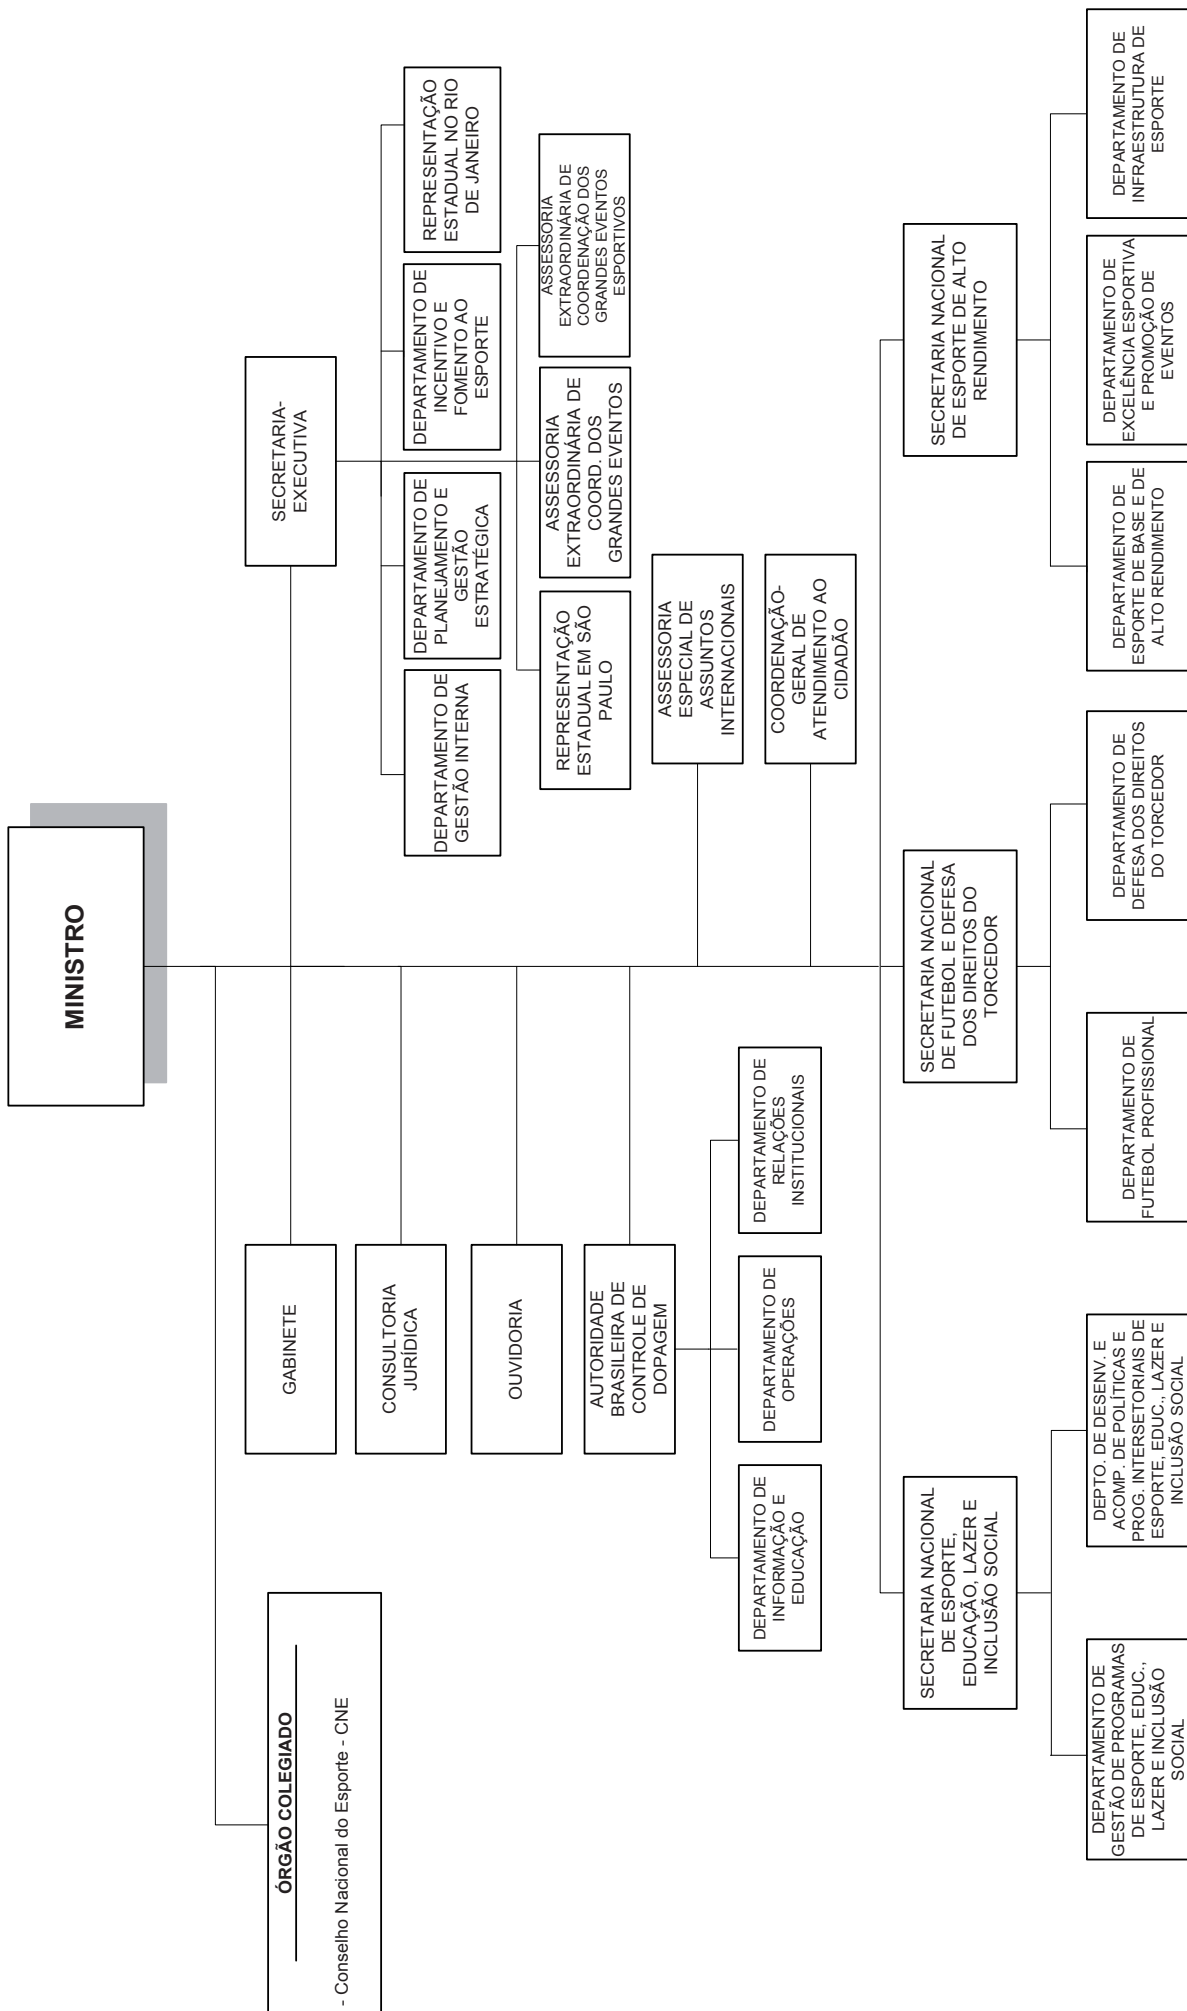 MINISTRO
ÓRGÃO COLEGIADO
- Conselho Nacional do Esporte - CNE
GABINETE
SECRETARIA-
EXECUTIVA
CONSULTORIA
JURÍDICA
OUVIDORIA
AUTORIDADE
BRASILEIRA DE
CONTROLE DE
DOPAGEM
DEPARTAMENTO DE
INFORMAÇÃO E
EDUCAÇÃO
DEPARTAMENTO DE
OPERAÇÕES
DEPARTAMENTO DE
RELAÇÕES
INSTITUCIONAIS
DEPARTAMENTO DE
GESTÃO INTERNA
DEPARTAMENTO DE
PLANEJAMENTO E
GESTÃO
ESTRATÉGICA
DEPARTAMENTO DE
INCENTIVO E
FOMENTO AO
ESPORTE
REPRESENTAÇÃO
ESTADUAL NO RIO
DE JANEIRO
REPRESENTAÇÃO
ESTADUAL EM SÃO
PAULO
ASSESSORIA
EXTRAORDINÁRIA DE
COORD. DOS
GRANDES EVENTOS
ASSESSORIA
EXTRAORDINÁRIA DE
COORDENAÇÃO DOS
GRANDES EVENTOS
ESPORTIVOS
ASSESSORIA
ESPECIAL DE
ASSUNTOS
INTERNACIONAIS
COORDENAÇÃO-
GERAL DE
ATENDIMENTO AO
CIDADÃO
SECRETARIA NACIONAL
DE ESPORTE,
EDUCAÇÃO, LAZER E
INCLUSÃO SOCIAL
SECRETARIA NACIONAL
DE FUTEBOL E DEFESA
DOS DIREITOS DO
TORCEDOR
SECRETARIA NACIONAL
DE ESPORTE DE ALTO
RENDIMENTO
DEPARTAMENTO DE
GESTÃO DE PROGRAMAS
DE ESPORTE, EDUC.,
LAZER E INCLUSÃO
SOCIAL
DEPTO. DE DESENV. E
ACOMP. DE POLÍTICAS E
PROG. INTERSETORIAIS DE
ESPORTE, EDUC., LAZER E
INCLUSÃO SOCIAL
DEPARTAMENTO DE
FUTEBOL PROFISSIONAL
DEPARTAMENTO DE
DEFESA DOS DIREITOS
DO TORCEDOR
DEPARTAMENTO DE
ESPORTE DE BASE E DE
ALTO RENDIMENTO
DEPARTAMENTO DE
EXCELÊNCIA ESPORTIVA
E PROMOÇÃO DE
EVENTOS
DEPARTAMENTO DE
INFRAESTRUTURA DE
ESPORTE